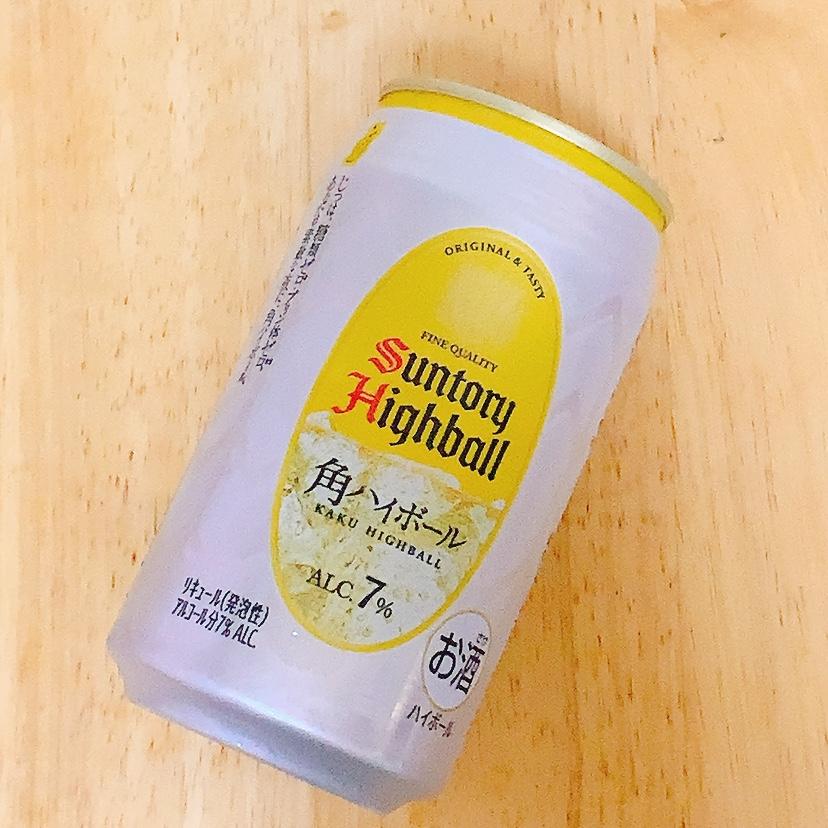 ORIGINAL & TASTY
FINE QUALITY
Suntory
Highball
角ハイボール
KAKU HIGHBALL
ALC. 7%
リキュール(発泡性)
アルコール分7% ALC
お酒
ハイボール